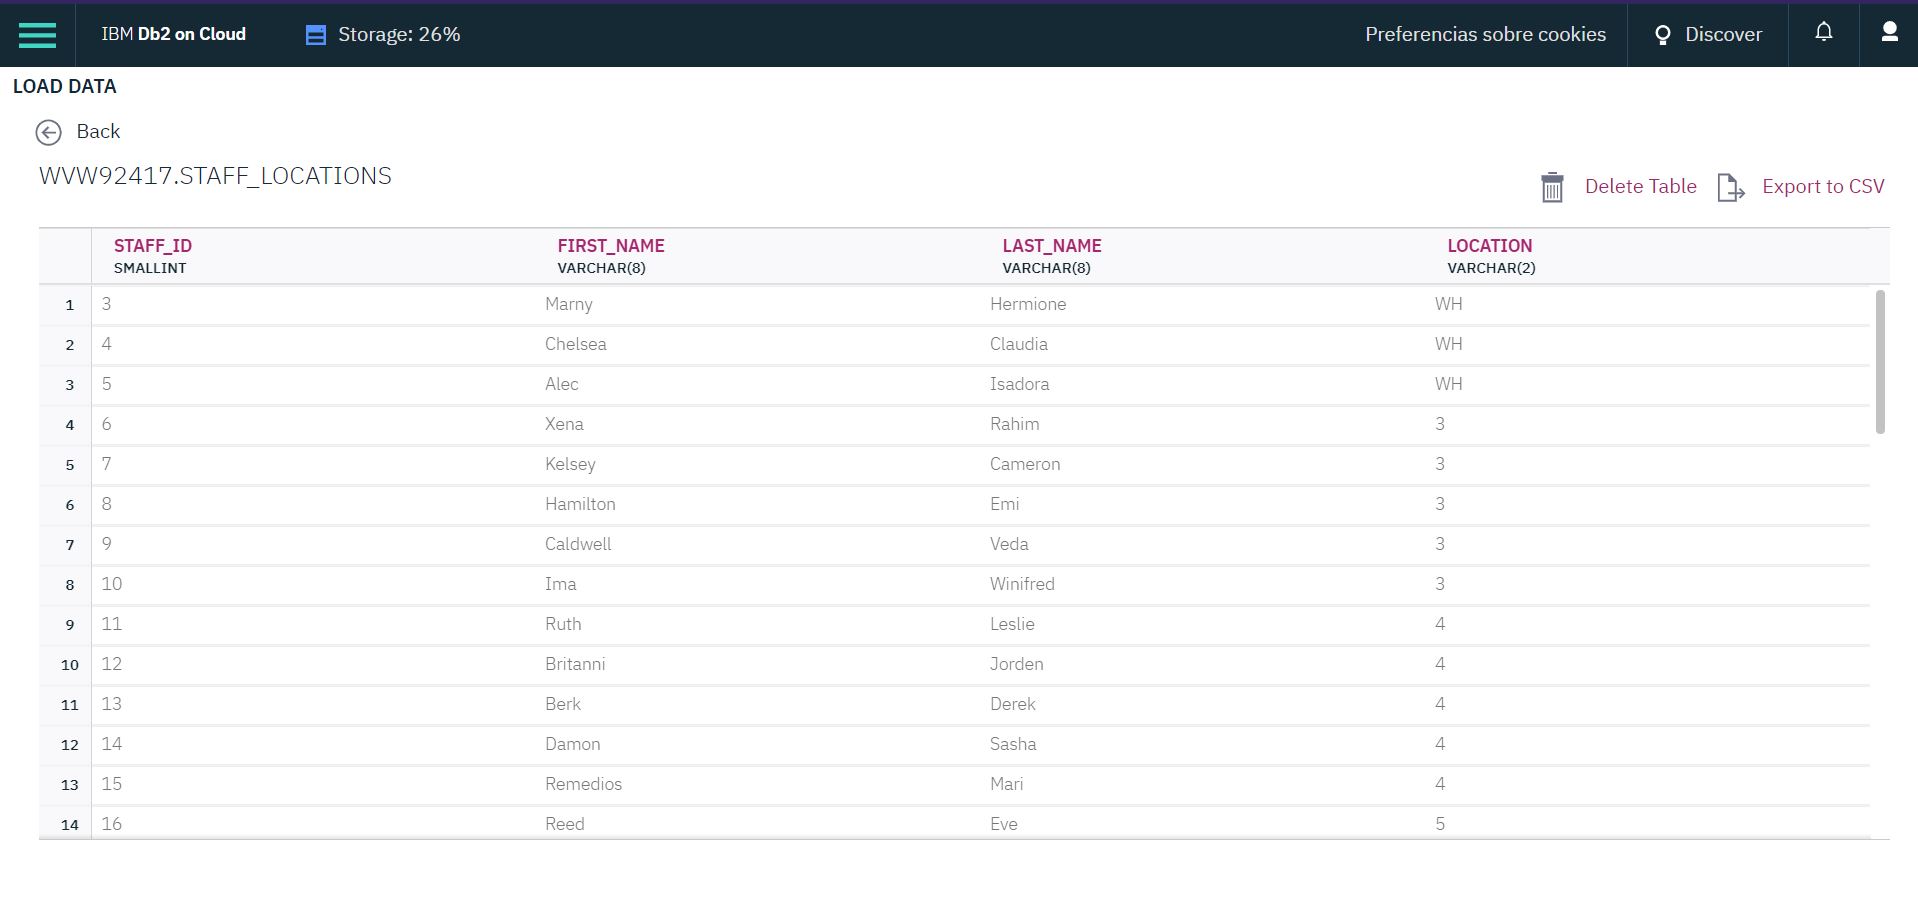 IBM Db2 on Cloud Storage: 26% Preferencias sobre cookies Discover
LOAD DATA
Back
WVW92417.STAFF_LOCATIONS
Delete Table Export to CSV
STAFF_ID FIRST_NAME LAST_NAME LOCATION
SMALLINT VARCHAR(8) VARCHAR(8) VARCHAR(2)
1 3 Marny Hermione WH
2 4 Chelsea Claudia WH
3 5 Alec Isadora WH
4 6 Xena Rahim 3
5 7 Kelsey Cameron 3
6 8 Hamilton Emi 3
7 9 Caldwell Veda 3
8 10 Ima Winifred 3
9 11 Ruth Leslie 4
10 12 Britanni Jorden 4
11 13 Berk Derek 4
12 14 Damon Sasha 4
13 15 Remedios Mari 4
14 16 Reed Eve 5